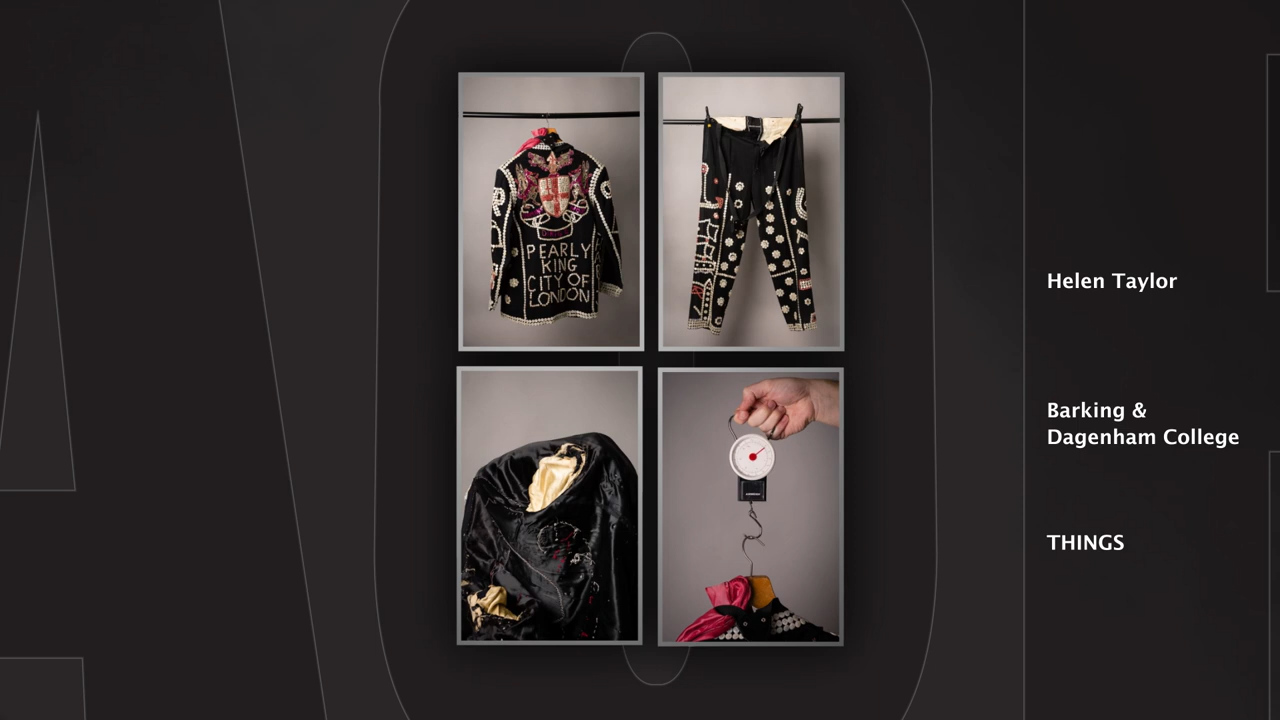 PEARLY
KING
CITY OF
LONDON
Helen Taylor
Barking &
Dagenham College
THINGS